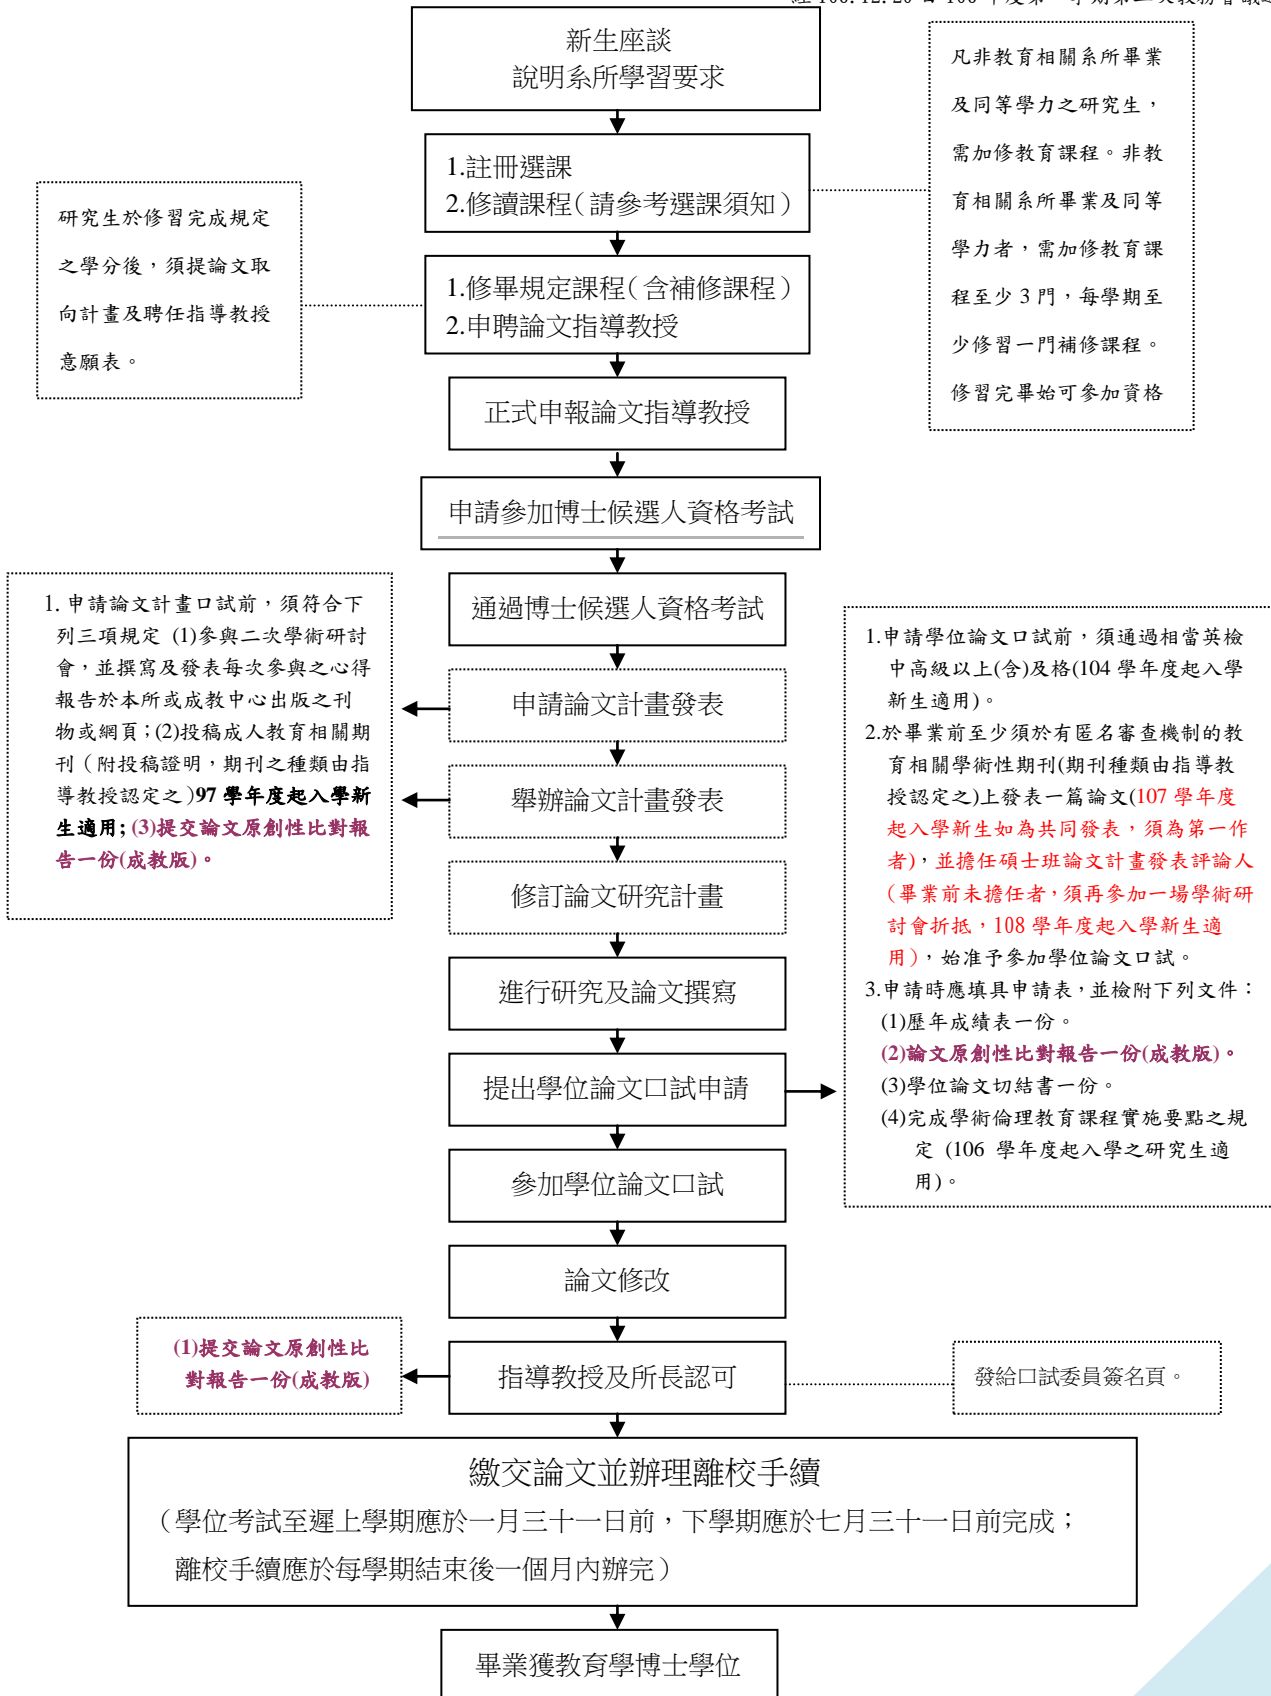 新生座談
說明系所學習要求
凡非教育相關系所畢業
及同等學力之研究生，
需加修教育課程。非教
育相關系所畢業及同等
學力者，需加修教育課
程至少 3 門，每學期至
少修習一門補修課程。
修習完畢始可參加資格
1.註冊選課
2.修讀課程（請參考選課須知）
研究生於修習完成規定
之學分後，須提論文取
向計畫及聘任指導教授
意願表。
1.修畢規定課程（含補修課程）
2.申聘論文指導教授
正式申報論文指導教授
申請參加博士候選人資格考試
通過博士候選人資格考試
1. 申請論文計畫口試前，須符合下
列三項規定 (1)參與二次學術研討
會，並撰寫及發表每次參與之心得
報告於本所或成教中心出版之刊
物或網頁；(2)投稿成人教育相關期
刊（附投稿證明，期刊之種類由指
導教授認定之）97 學年度起入學新
生適用; (3)提交論文原創性比對報
告一份(成教版)。
申請論文計畫發表
舉辦論文計畫發表
修訂論文研究計畫
進行研究及論文撰寫
提出學位論文口試申請
1.申請學位論文口試前，須通過相當英檢
中高級以上(含)及格(104 學年度起入學
新生適用)。
2.於畢業前至少須於有匿名審查機制的教
育相關學術性期刊(期刊種類由指導教
授認定之)上發表一篇論文(107 學年度
起入學新生如為共同發表，須為第一作
者)，並擔任碩士班論文計畫發表評論人
（畢業前未擔任者，須再參加一場學術研
討會折抵，108 學年度起入學新生適
用），始准予參加學位論文口試。
3.申請時應填具申請表，並檢附下列文件：
(1)歷年成績表一份。
(2)論文原創性比對報告一份(成教版)。
(3)學位論文切結書一份。
(4)完成學術倫理教育課程實施要點之規
定 (106 學年度起入學之研究生適
用)。
參加學位論文口試
論文修改
(1)提交論文原創性比
對報告一份(成教版)
指導教授及所長認可
發給口試委員簽名頁。
繳交論文並辦理離校手續
（學位考試至遲上學期應於一月三十一日前，下學期應於七月三十一日前完成；
離校手續應於每學期結束後一個月內辦完）
畢業獲教育學博士學位